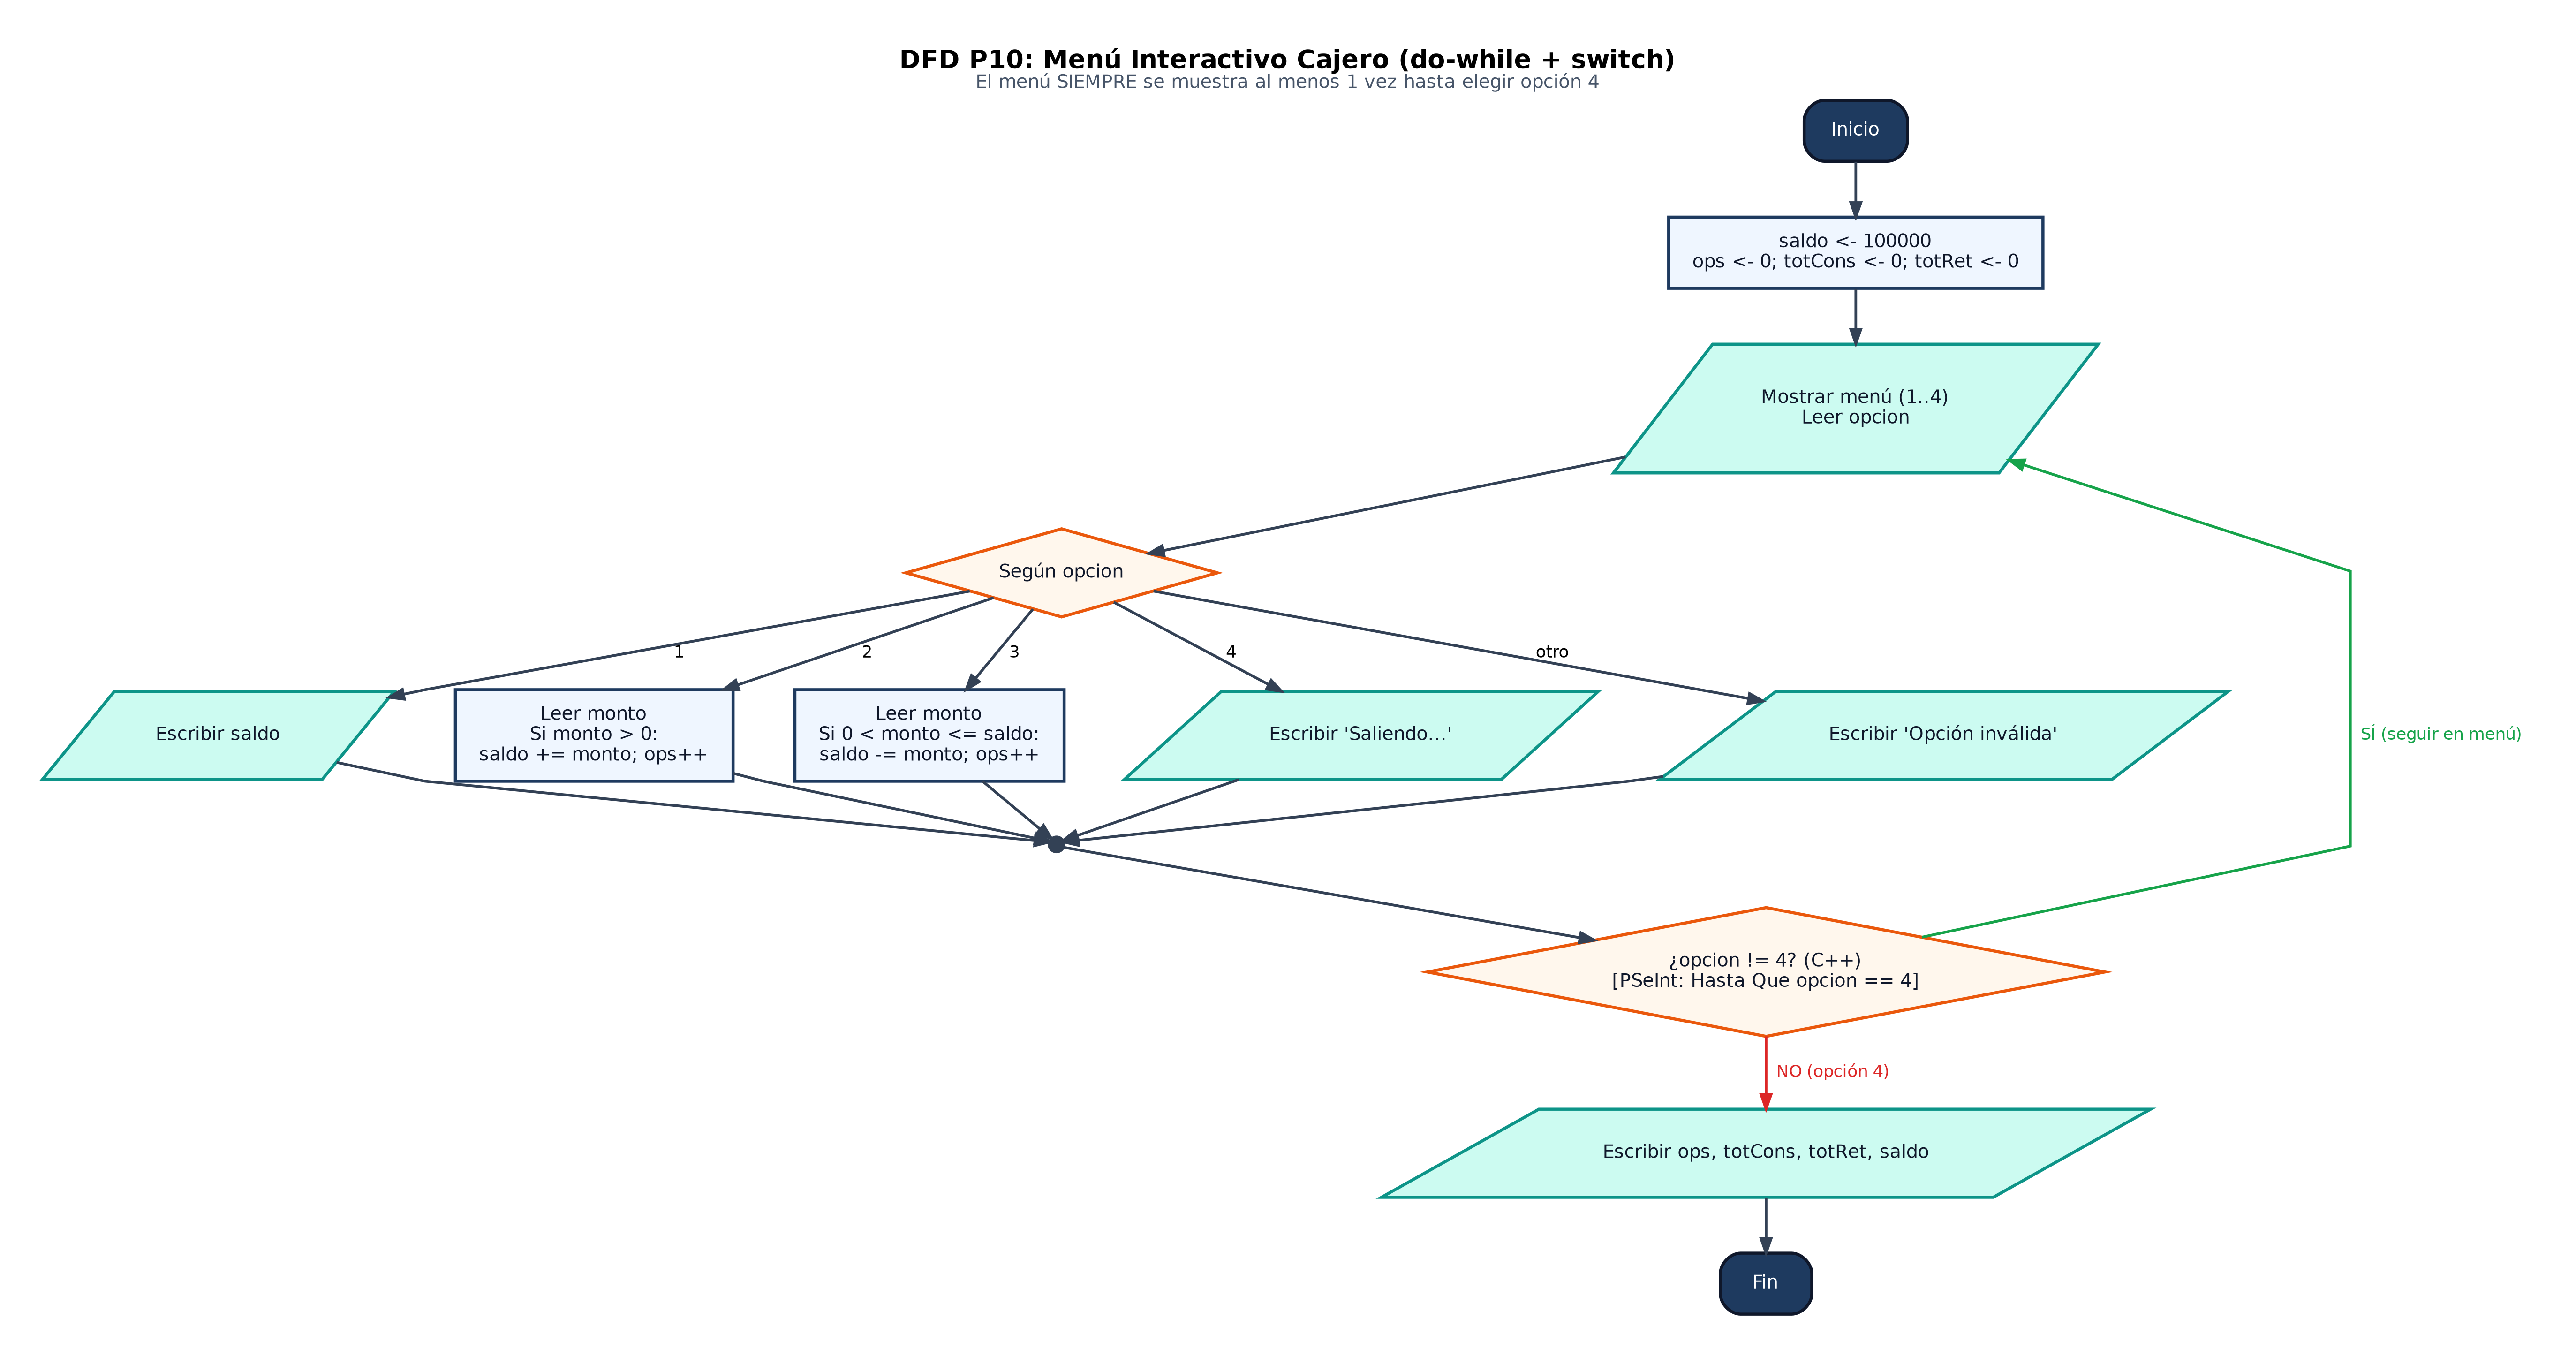 DFD P10: Menú Interactivo Cajero (do-while + switch)
El menú SIEMPRE se muestra al menos 1 vez hasta elegir opción 4
Inicio
saldo <- 100000
ops <- 0; totCons <- 0; totRet <- 0
Mostrar menú (1..4)
Leer opcion
Según opcion
1
2
3
4
otro
Escribir saldo
Leer monto
Si monto > 0:
saldo += monto; ops++
Leer monto
Si 0 < monto <= saldo:
saldo -= monto; ops++
Escribir 'Saliendo...'
Escribir 'Opción inválida'
SÍ (seguir en menú)
¿opcion != 4? (C++)
[PSeInt: Hasta Que opcion == 4]
NO (opción 4)
Escribir ops, totCons, totRet, saldo
Fin